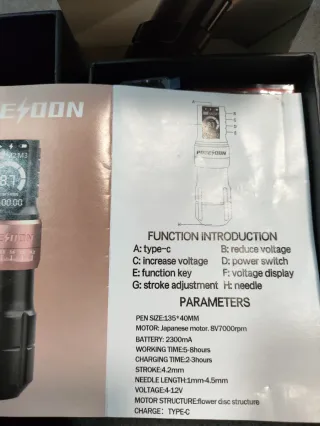 FUNCTION INTRODUCTION
A: type-c B: reduce voltage
C: increase voltage D: power switch
E: function key F: voltage display
G: stroke adjustment H: needle
PARAMETERS
PEN SIZE:135*40MM
MOTOR: Japanese motor. 8V7000rpm
BATTERY: 2300mA
WORKING TIME:5-8hours
CHARGING TIME:2-3hours
STROKE:4.2mm
NEEDLE LENGTH:1mm-4.5mm
VOLTAGE:4-12V
MOTOR STRUCTURE:flower disc structure.
CHARGE: TYPE-C